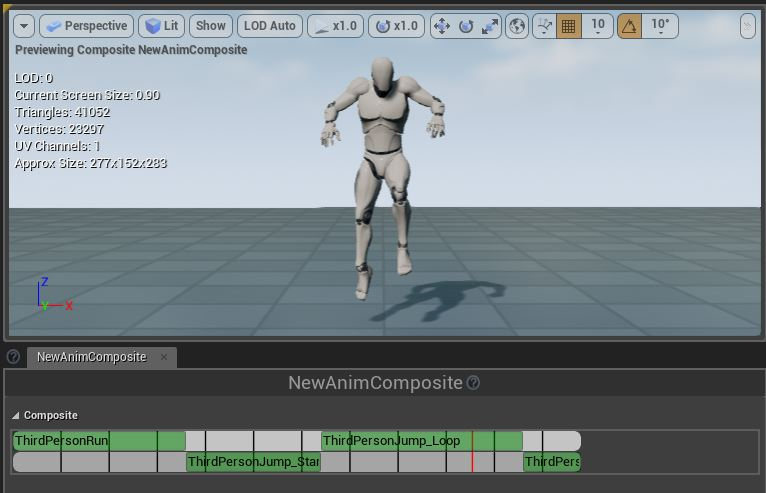 Perspective Lit Show LOD Auto x1.0 x1.0 10 10°
Previewing Composite NewAnimComposite
LOD: 0
Current Screen Size: 0.90
Triangles: 41052
Vertices: 23297
UV Channels: 1
Approx Size: 277x152x283
Z
Y X
? NewAnimComposite ×
NewAnimComposite ?
Composite
ThirdPersonRun ThirdPersonJump_Loop
ThirdPersonJump_Star ThirdPers